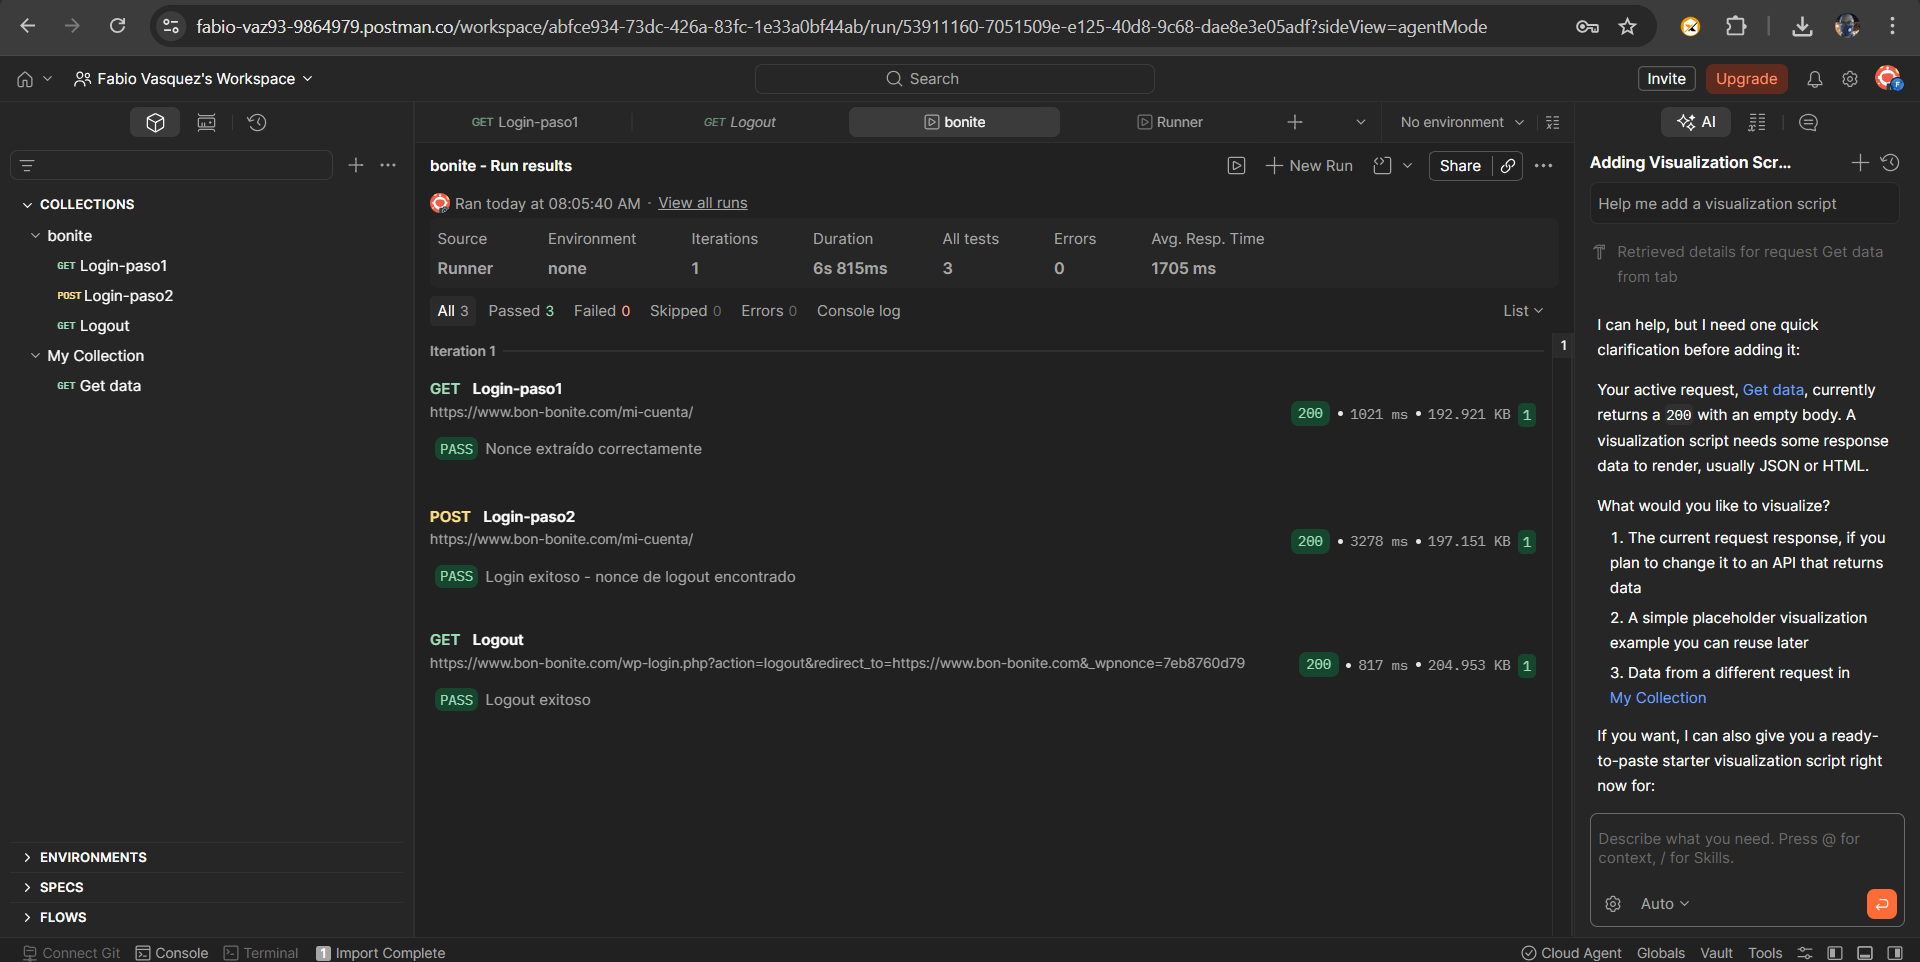 fabio-vaz93-9864979.postman.co/workspace/abfce934-73dc-426a-83fc-1e33a0bf44ab/run/53911160-7051509e-e125-40d8-9c68-dae8e3e05adf?sideView=agentMode
Fabio Vasquez's Workspace
Search
Invite
Upgrade
GET Login-paso1
GET Logout
bonite
Runner
No environment
AI
COLLECTIONS
bonite
GET Login-paso1
POST Login-paso2
GET Logout
My Collection
GET Get data
ENVIRONMENTS
SPECS
FLOWS
bonite - Run results
New Run
Share
Ran today at 08:05:40 AM · View all runs
Source Environment Iterations Duration All tests Errors Avg. Resp. Time
Runner none 1 6s 815ms 3 0 1705 ms
All 3 Passed 3 Failed 0 Skipped 0 Errors 0 Console log List
Iteration 1
1
GET Login-paso1
https://www.bon-bonite.com/mi-cuenta/
200 • 1021 ms • 192.921 KB 1
PASS Nonce extraído correctamente
POST Login-paso2
https://www.bon-bonite.com/mi-cuenta/
200 • 3278 ms • 197.151 KB 1
PASS Login exitoso - nonce de logout encontrado
GET Logout
https://www.bon-bonite.com/wp-login.php?action=logout&redirect_to=https://www.bon-bonite.com&_wpnonce=7eb8760d79
200 • 817 ms • 204.953 KB 1
PASS Logout exitoso
Adding Visualization Scr...
Help me add a visualization script
Retrieved details for request Get data
from tab
I can help, but I need one quick
clarification before adding it:
Your active request, Get data, currently
returns a 200 with an empty body. A
visualization script needs some response
data to render, usually JSON or HTML.
What would you like to visualize?
1. The current request response, if you
plan to change it to an API that returns
data
2. A simple placeholder visualization
example you can reuse later
3. Data from a different request in
My Collection
If you want, I can also give you a ready-
to-paste starter visualization script right
now for:
Describe what you need. Press @ for
context, / for Skills.
Auto
Connect Git
Console
Terminal
1 Import Complete
Cloud Agent
Globals
Vault
Tools